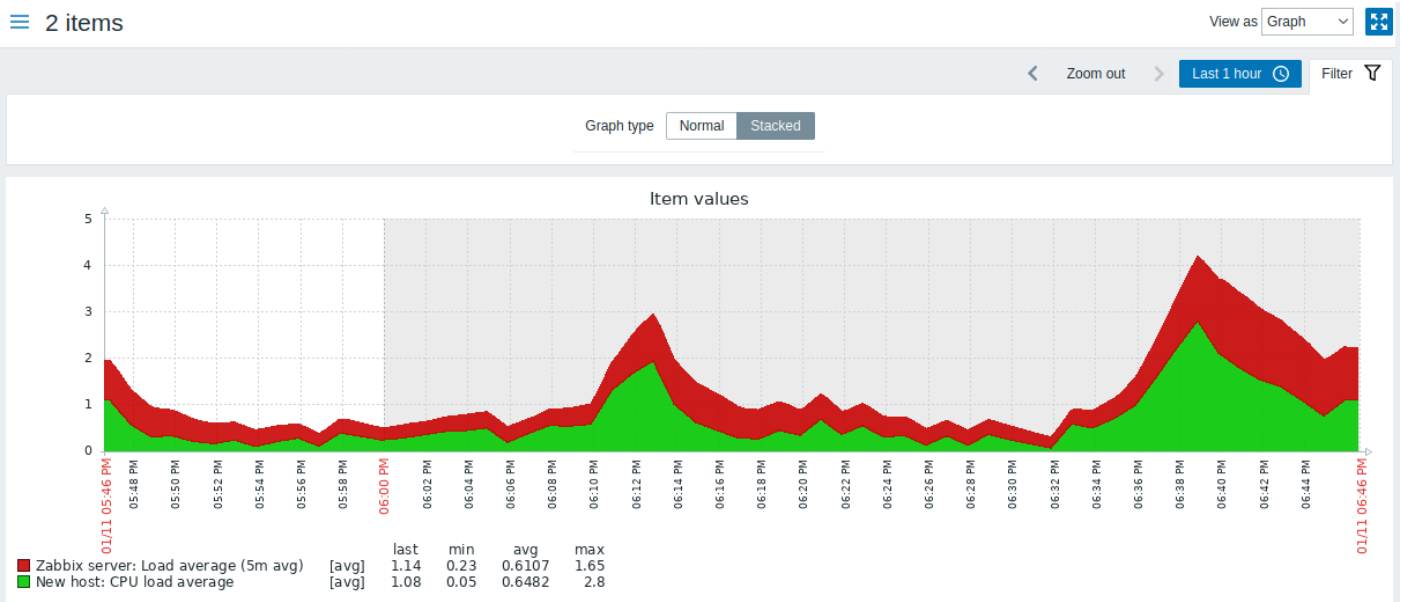 2 items
View as Graph
Zoom out Last 1 hour Filter
Graph type Normal Stacked
Item values
5
4
3
2
1
0
01/11 05:46 PM 05:48 PM 05:50 PM 05:52 PM 05:54 PM 05:56 PM 05:58 PM 06:00 PM 06:02 PM 06:04 PM 06:06 PM 06:08 PM 06:10 PM 06:12 PM 06:14 PM 06:16 PM 06:18 PM 06:20 PM 06:22 PM 06:24 PM 06:26 PM 06:28 PM 06:30 PM 06:32 PM 06:34 PM 06:36 PM 06:38 PM 06:40 PM 06:42 PM 06:44 PM 01/11 06:46 PM
last min avg max
Zabbix server: Load average (5m avg) [avg] 1.14 0.23 0.6107 1.65
New host: CPU load average [avg] 1.08 0.05 0.6482 2.8